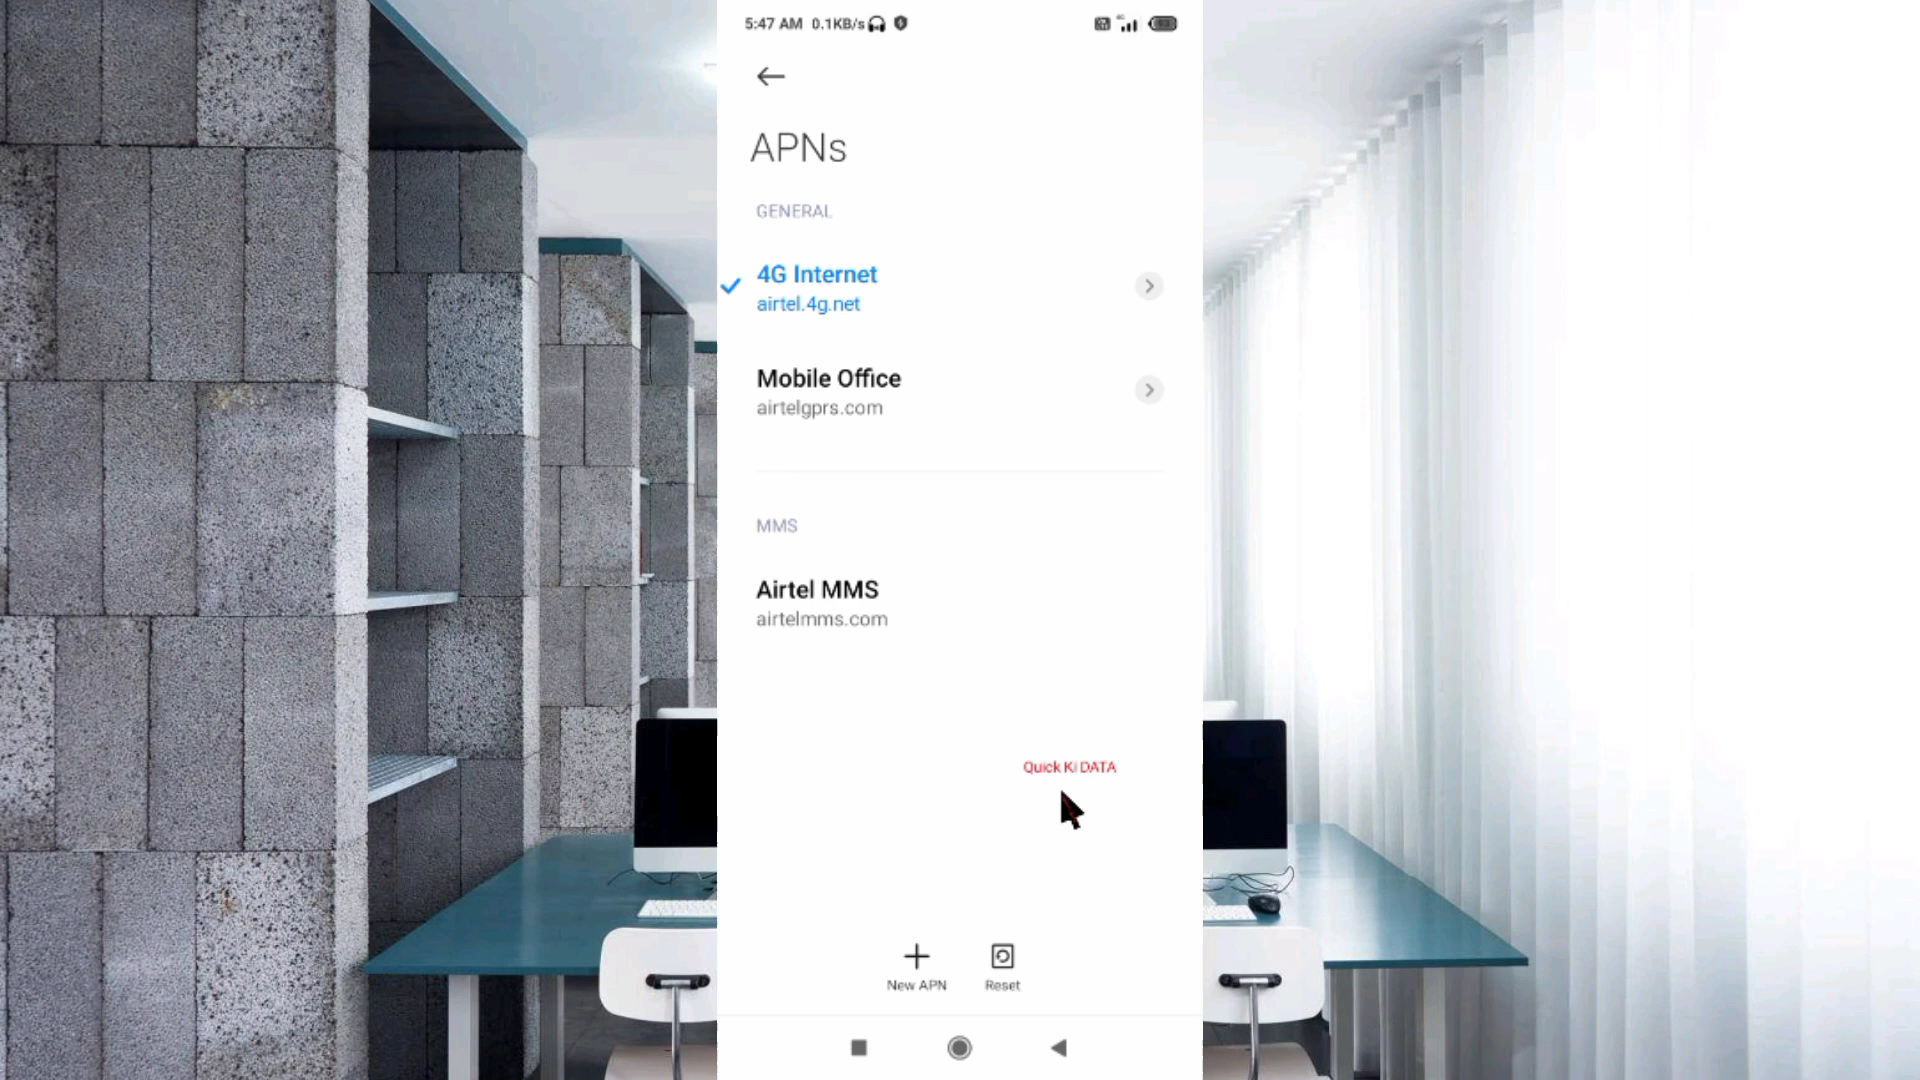 5:47 AM 0.1KB/s
4G
APNs
GENERAL
4G Internet
airtel.4g.net
Mobile Office
airtelgprs.com
MMS
Airtel MMS
airtelmms.com
Quick Ki DATA
New APN
Reset